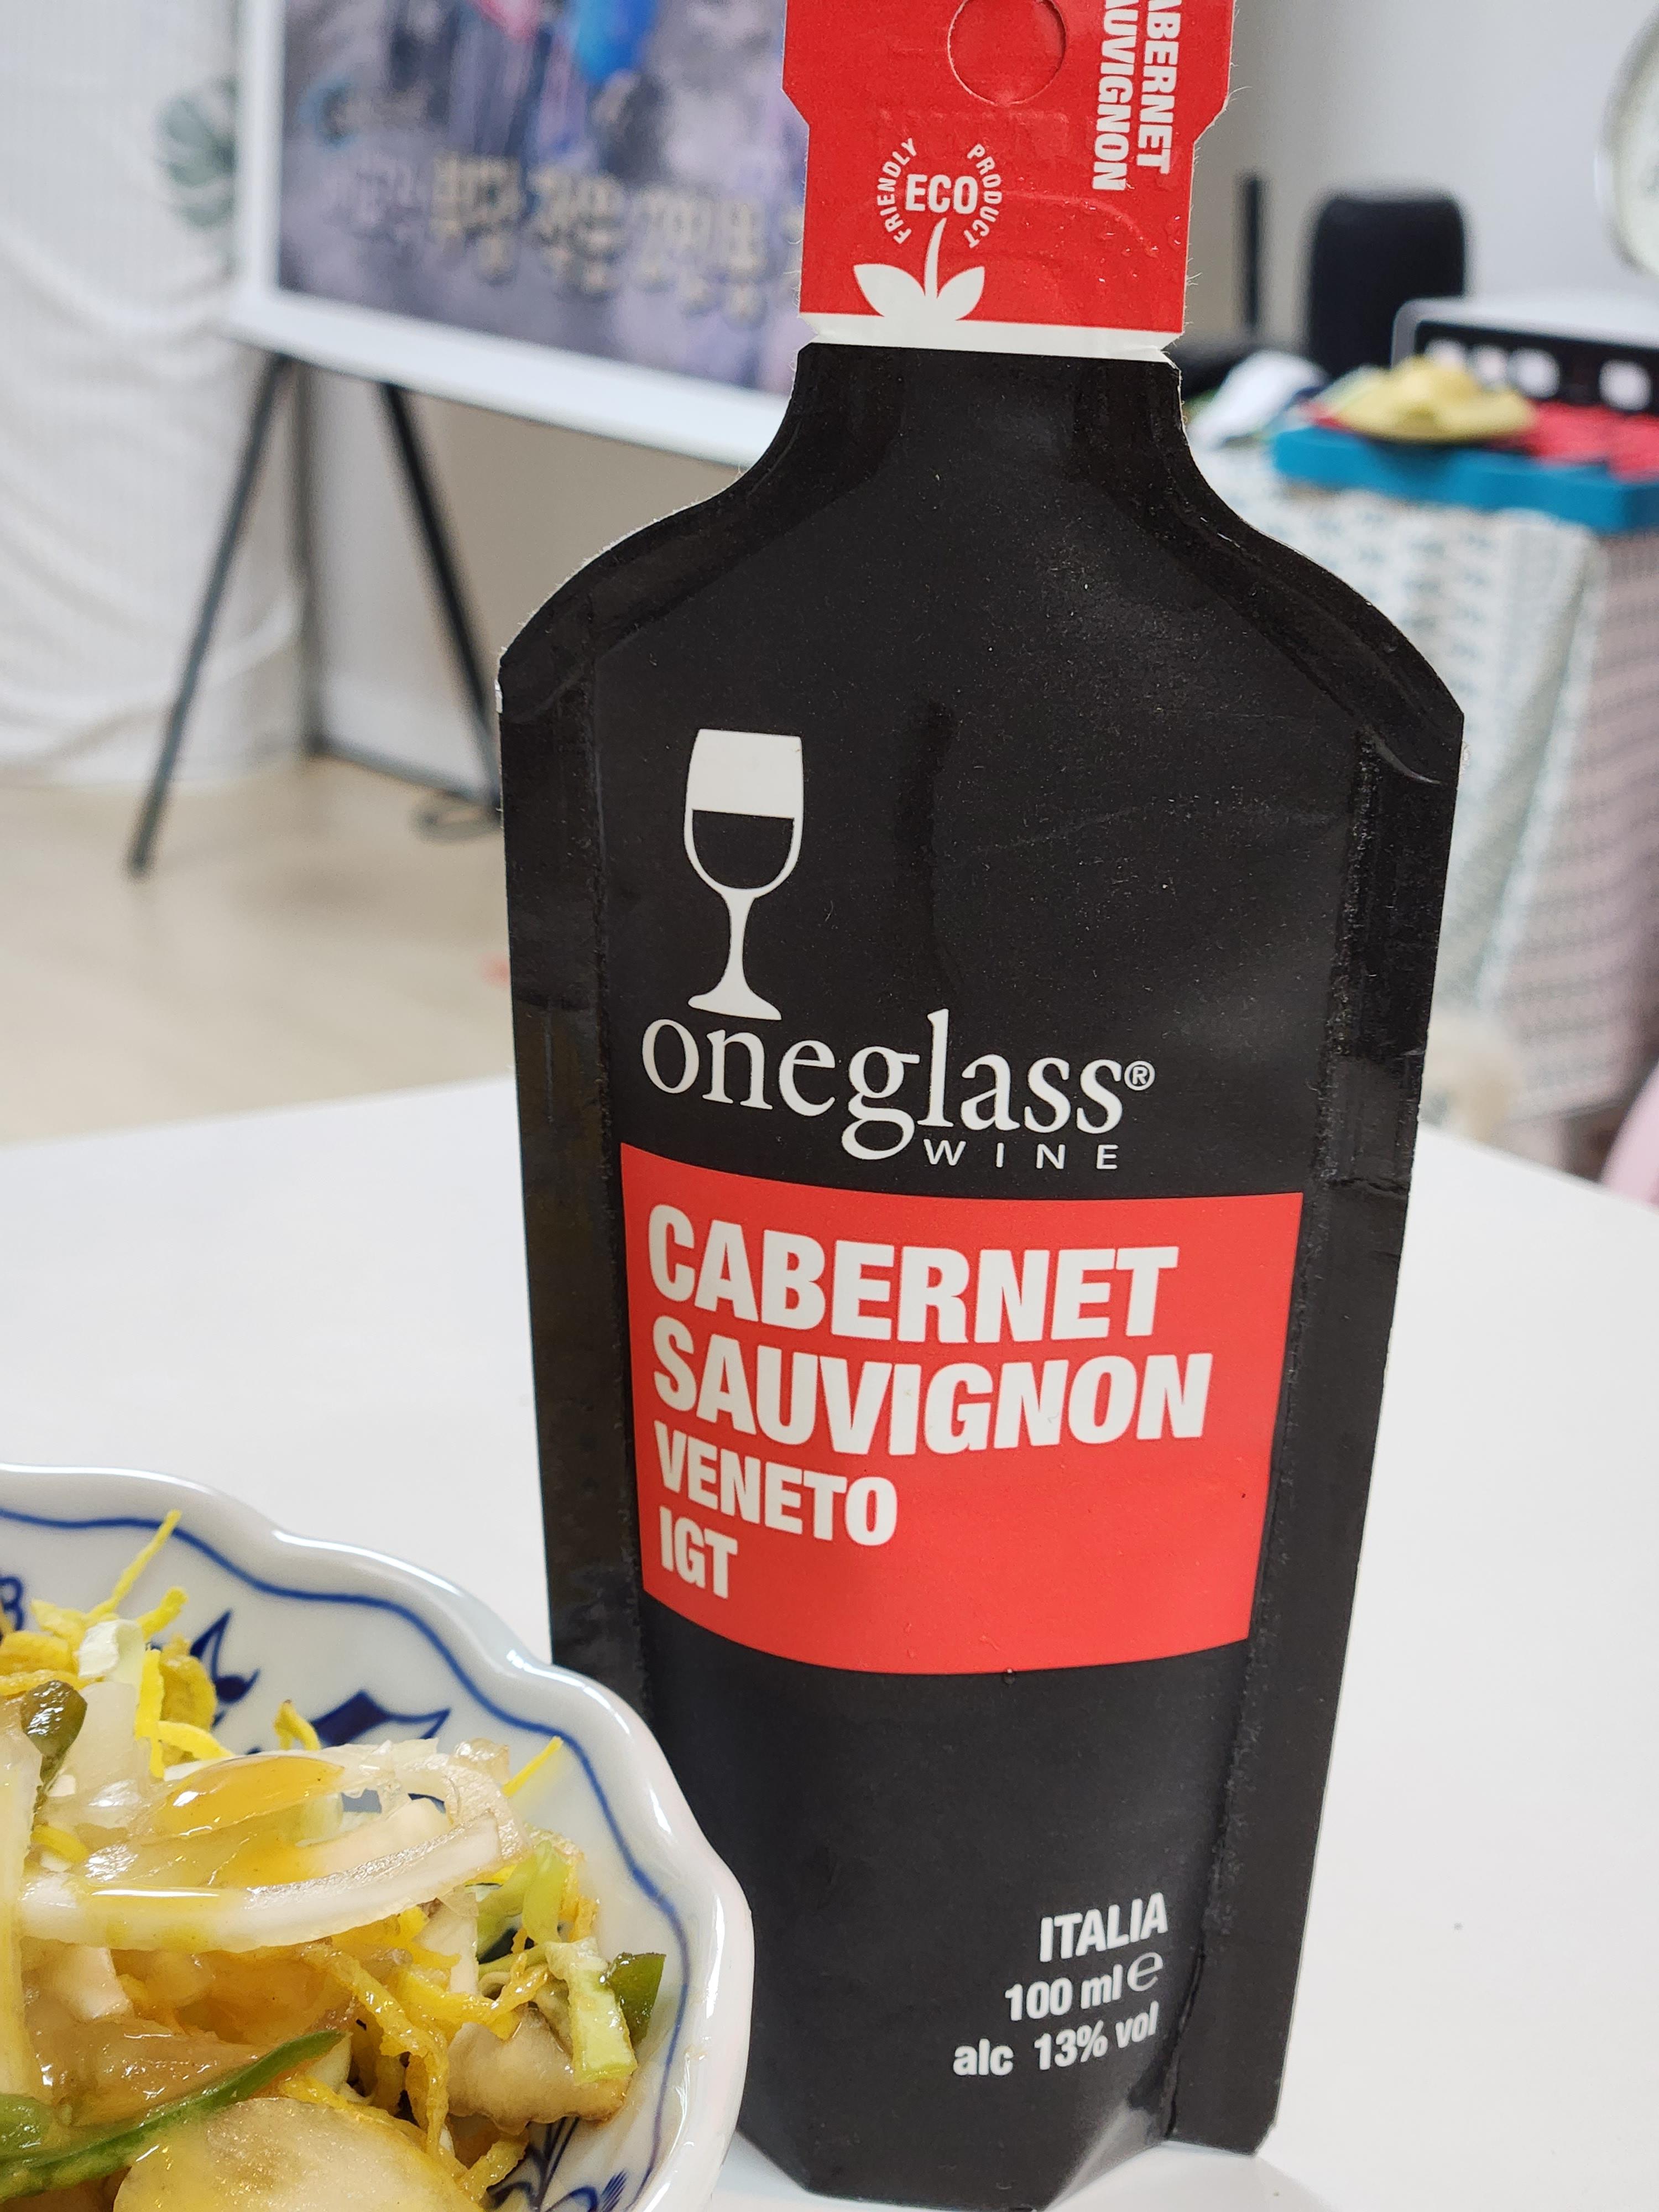 CABERNET
SAUVIGNON
FRIENDLY
ECO
PRODUCT
oneglass®
WINE
CABERNET
SAUVIGNON
VENETO
IGT
ITALIA
100 ml e
alc 13% vol